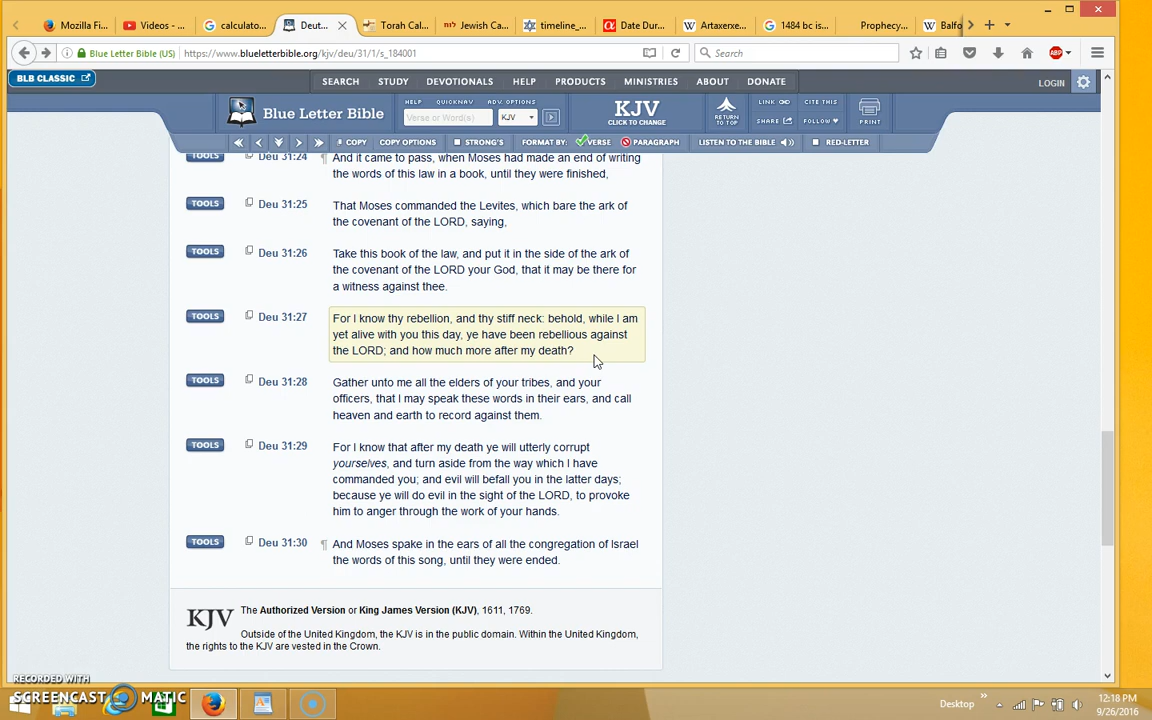 Mozilla Fi...
Videos - ...
calculato...
Deut...
Torah Cal...
Jewish Ca...
timeline_...
Date Dur...
Artaxerxe...
1484 bc is...
Prophecy,...
Balfo
Blue Letter Bible (US)
https://www.blueletterbible.org/kjv/deu/31/1/s_184001
Search
BLB CLASSIC
SEARCH STUDY DEVOTIONALS HELP PRODUCTS MINISTRIES ABOUT DONATE
LOGIN
Blue Letter Bible
HELP QUICKNAV ADV. OPTIONS
Verse or Word(s) KJV
KJV
CLICK TO CHANGE
RETURN
TO TOP
LINK CITE THIS
SHARE FOLLOW
PRINT
COPY COPY OPTIONS STRONG'S FORMAT BY: VERSE PARAGRAPH LISTEN TO THE BIBLE RED-LETTER
TOOLS Deu 31:24 ¶ And it came to pass, when Moses had made an end of writing
the words of this law in a book, until they were finished,
TOOLS Deu 31:25 That Moses commanded the Levites, which bare the ark of
the covenant of the LORD, saying,
TOOLS Deu 31:26 Take this book of the law, and put it in the side of the ark of
the covenant of the LORD your God, that it may be there for
a witness against thee.
TOOLS Deu 31:27 For I know thy rebellion, and thy stiff neck: behold, while I am
yet alive with you this day, ye have been rebellious against
the LORD; and how much more after my death?
TOOLS Deu 31:28 Gather unto me all the elders of your tribes, and your
officers, that I may speak these words in their ears, and call
heaven and earth to record against them.
TOOLS Deu 31:29 For I know that after my death ye will utterly corrupt
yourselves, and turn aside from the way which I have
commanded you; and evil will befall you in the latter days;
because ye will do evil in the sight of the LORD, to provoke
him to anger through the work of your hands.
TOOLS Deu 31:30 ¶ And Moses spake in the ears of all the congregation of Israel
the words of this song, until they were ended.
KJV The Authorized Version or King James Version (KJV), 1611, 1769.
Outside of the United Kingdom, the KJV is in the public domain. Within the United Kingdom,
the rights to the KJV are vested in the Crown.
RECORDED WITH
SCREENCAST MATIC
Desktop
12:18 PM
9/26/2016